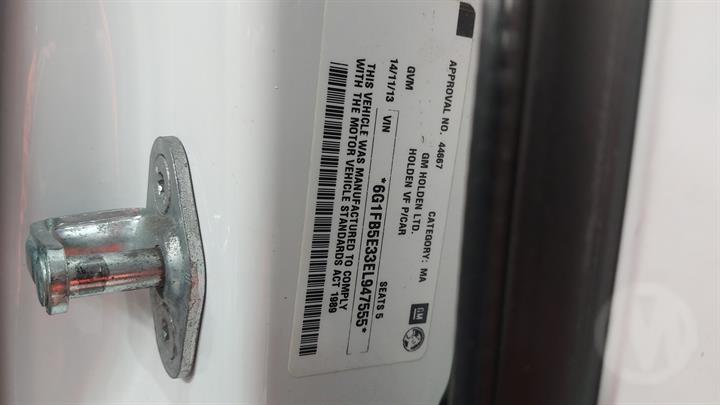 APPROVAL NO. 44667 CATEGORY: MA
GM HOLDEN LTD.
GVM HOLDEN VF P/CAR
14/11/13 VIN *6G1FB5E33EL947555* SEATS 5
THIS VEHICLE WAS MANUFACTURED TO COMPLY
WITH THE MOTOR VEHICLE STANDARDS ACT 1989
GM